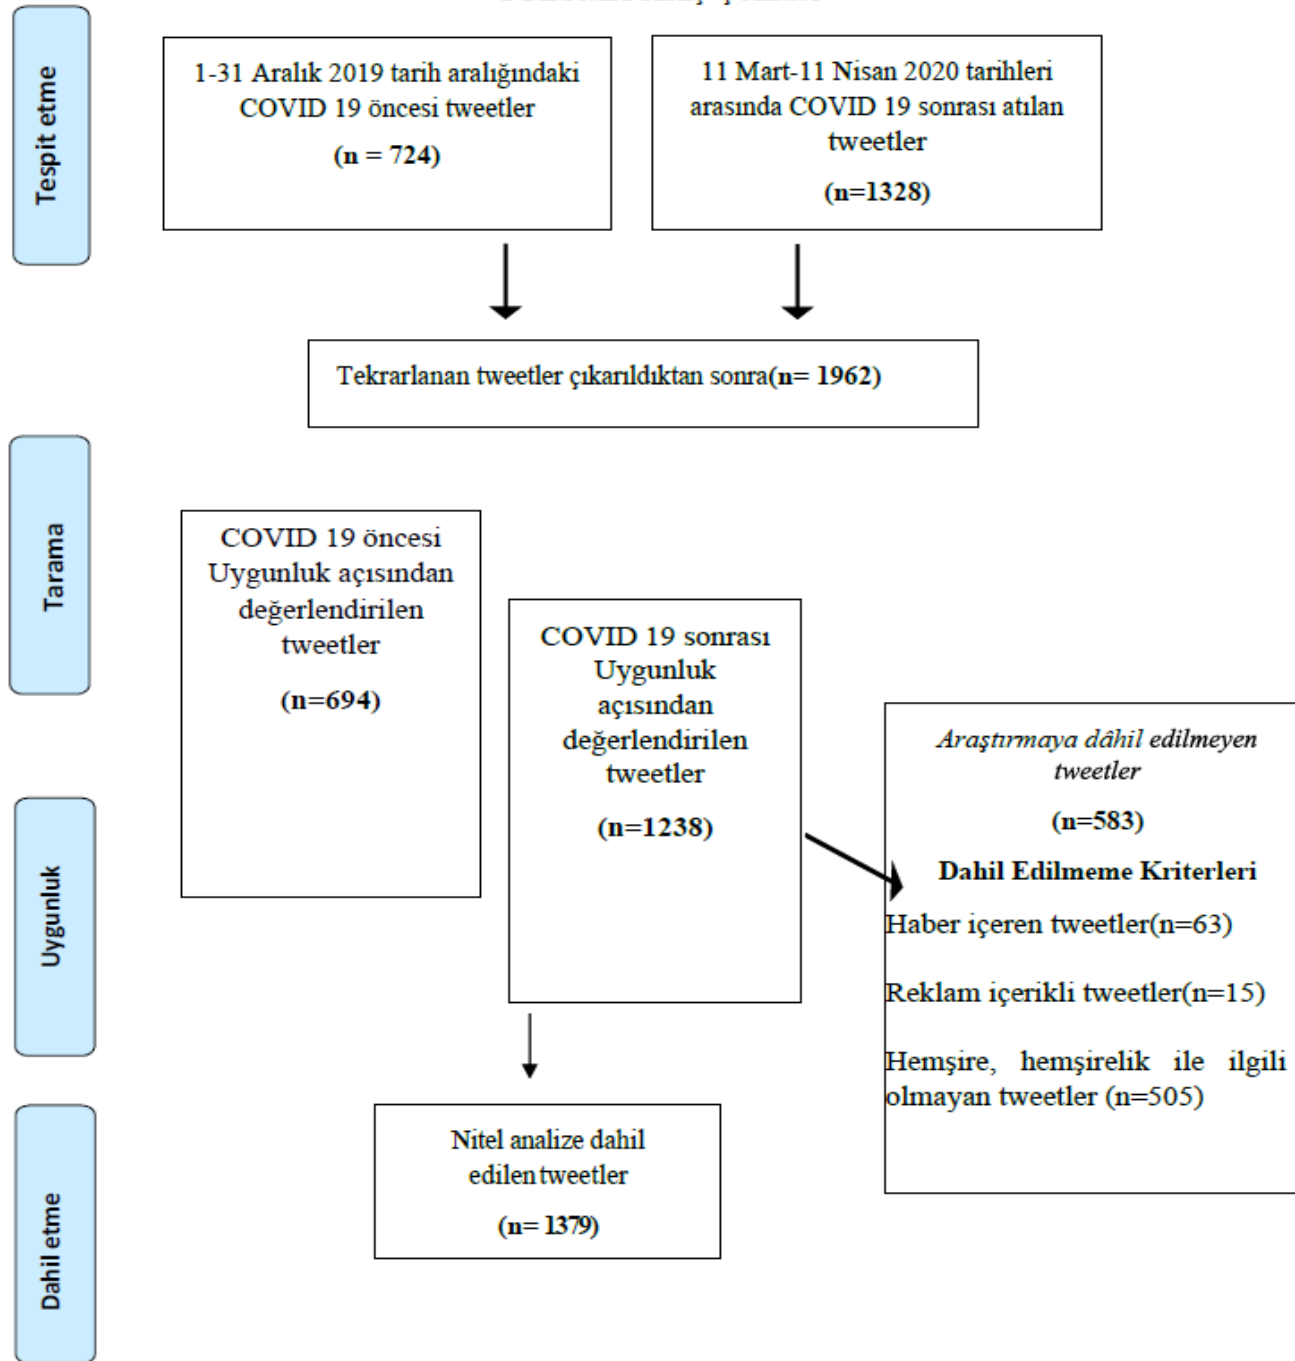 Tespit etme
1-31 Aralık 2019 tarih aralığındaki
COVID 19 öncesi tweetler
(n = 724)
11 Mart-11 Nisan 2020 tarihleri
arasında COVID 19 sonrası atılan
tweetler
(n=1328)
Tekrarlanan tweetler çıkarıldıktan sonra(n= 1962)
Tarama
COVID 19 öncesi
Uygunluk açısından
değerlendirilen
tweetler
(n=694)
COVID 19 sonrası
Uygunluk
açısından
değerlendirilen
tweetler
(n=1238)
Uygunluk
Araştırmaya dâhil edilmeyen
tweetler
(n=583)
Dahil Edilmeme Kriterleri
Haber içeren tweetler(n=63)
Reklam içerikli tweetler(n=15)
Hemşire, hemşirelik ile ilgili
olmayan tweetler (n=505)
Dahil etme
Nitel analize dahil
edilen tweetler
(n= 1379)